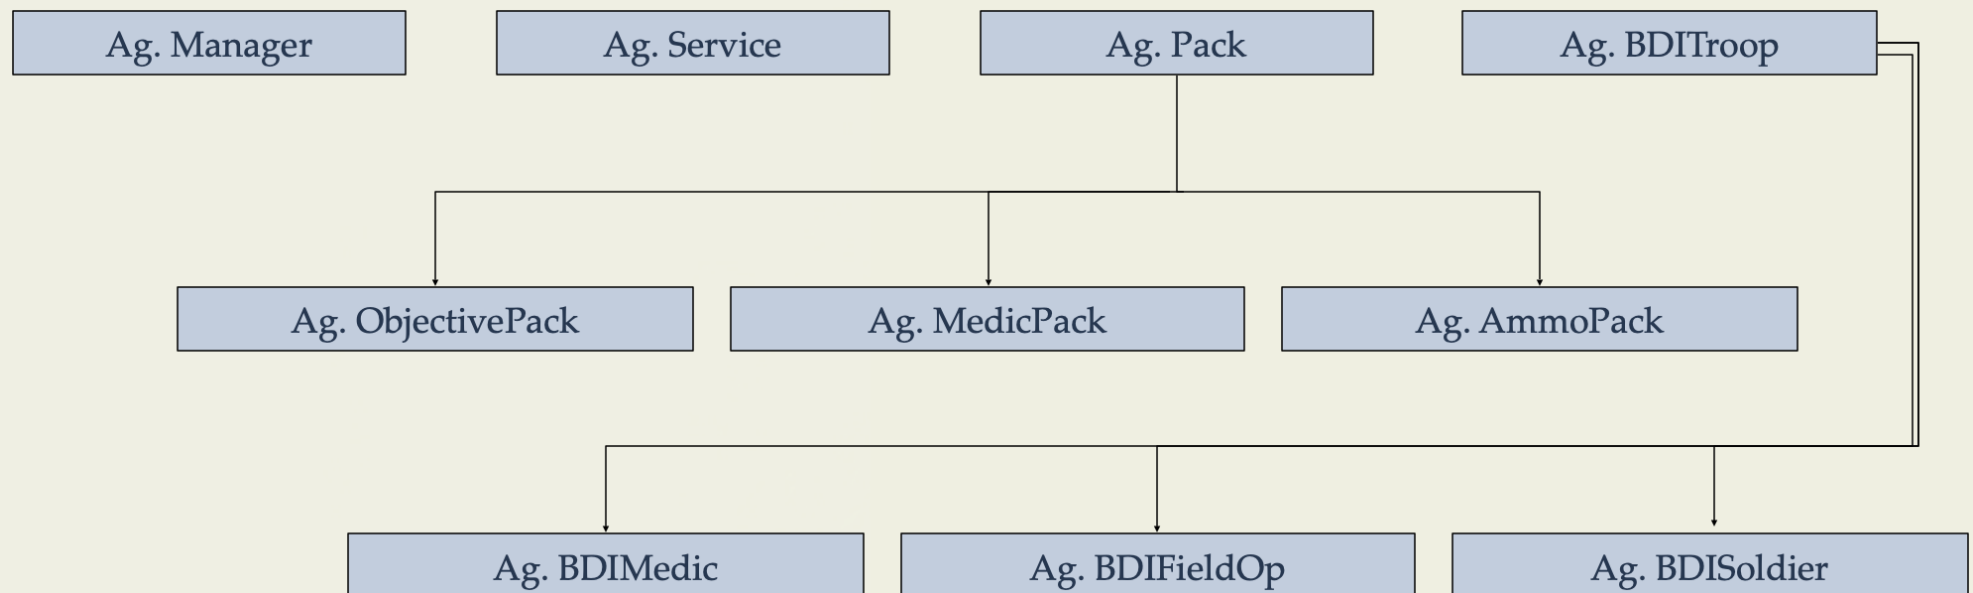 Ag. Manager
Ag. Service
Ag. Pack
Ag. BDITroop
Ag. ObjectivePack
Ag. MedicPack
Ag. AmmoPack
Ag. BDIMedic
Ag. BDIFieldOp
Ag. BDISoldier